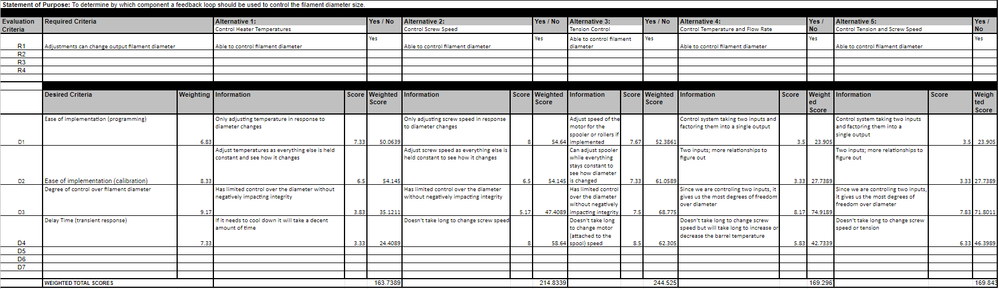 Statement of Purpose: To determine by which component a feedback loop should be used to control the filament diameter size.
Evaluation Criteria
Required Criteria
Alternative 1:
Control Heater Temperatures
Yes / No
Alternative 2:
Control Screw Speed
Yes / No
Alternative 3:
Tension Control
Yes / No
Alternative 4:
Control Temperature and Flow Rate
Yes /
No
Alternative 5:
Control Tension and Screw Speed
Yes /
No
R1
Adjustments can change output filament diameter
Able to control filament diameter
Yes
Able to control filament diameter
Yes
Able to control filament
diameter
Yes
Able to control filament diameter
Yes
Able to control filament diameter
Yes
R2
R3
R4
Desired Criteria
Weighting
Information
Score
Weighted
Score
Information
Score
Weighted
Score
Information
Score
Weighted
Score
Information
Score
Weight
ed
Score
Information
Score
Weigh
ted
Score
D1
Ease of implementation (programming)
6.83
Only adjusting temperature in response to
diameter changes
7.33
50.0639
Only adjusting screw speed in response
to diameter changes
8
54.64
Adjust speed of the
motor for the
spooler or rollers if
implemented
7.67
52.3861
Control system taking two inputs and
factoring them into a single output
3.5
23.905
Control system taking two inputs
and factoring them into a
single output
3.5
23.905
D2
Ease of implementation (calibration)
8.33
Adjust temperatures as everything else is held
constant and see how it changes
6.5
54.145
Adjust screw speed as everything else is
held constant to see how it changes
6.5
54.145
Can adjust spooler
while everything
stays constant to
see how diameter
is changed
7.33
61.0589
Two inputs; more relationships to
figure out
3.33
27.7389
Two inputs; more relationships to
figure out
3.33
27.7389
D3
Degree of control over filament diameter
9.17
Has limited control over the diameter without
negatively impacting integrity
3.83
35.1211
Has limited control over the diameter
without negatively impacting integrity
5.17
47.4089
Has limited control
over the diameter
without negatively
impacting integrity
7.5
68.775
Since we are controling two inputs, it
gives us the most degrees of freedom
over diameter
8.17
74.9189
Since we are controling two inputs,
it gives us the most degrees of
freedom over diameter
7.83
71.8011
D4
Delay Time (transient response)
7.33
If it needs to cool down it will take a decent
amount of time
3.33
24.4089
Doesn't take long to change screw speed
8
58.64
Doesn't take long
to change motor
(attached to the
spool) speed
8.5
62.305
Doesn't take long to change screw
speed but will take long to increase or
decrease the barrel temperature
5.83
42.7339
Doesn't take long to change screw
speed or tension
6.33
46.3989
D5
D6
D7
WEIGHTED TOTAL SCORES
163.7389
214.8339
244.525
169.296
169.843